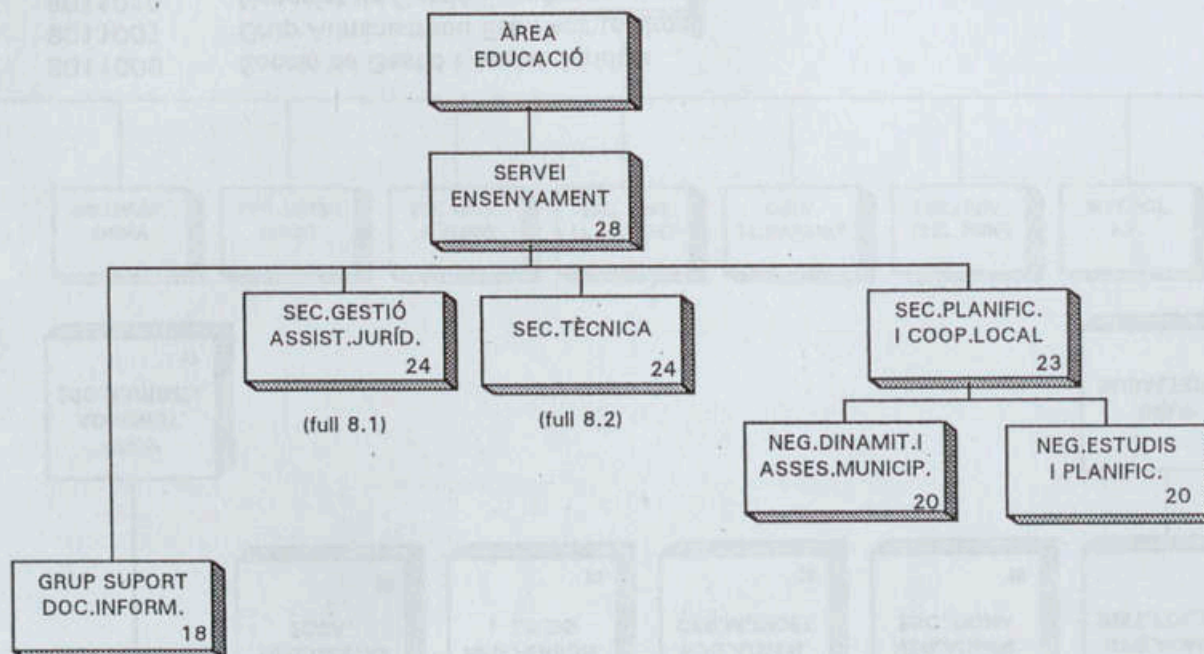 ÀREA
EDUCACIÓ
SERVEI
ENSENYAMENT
28
SEC.GESTIÓ
ASSIST.JURÍD.
24
(full 8.1)
SEC.TÈCNICA
24
(full 8.2)
SEC.PLANIFIC.
I COOP.LOCAL
23
NEG.DINAMIT.I
ASSES.MUNICIP.
20
NEG.ESTUDIS
I PLANIFIC.
20
GRUP SUPORT
DOC.INFORM.
18